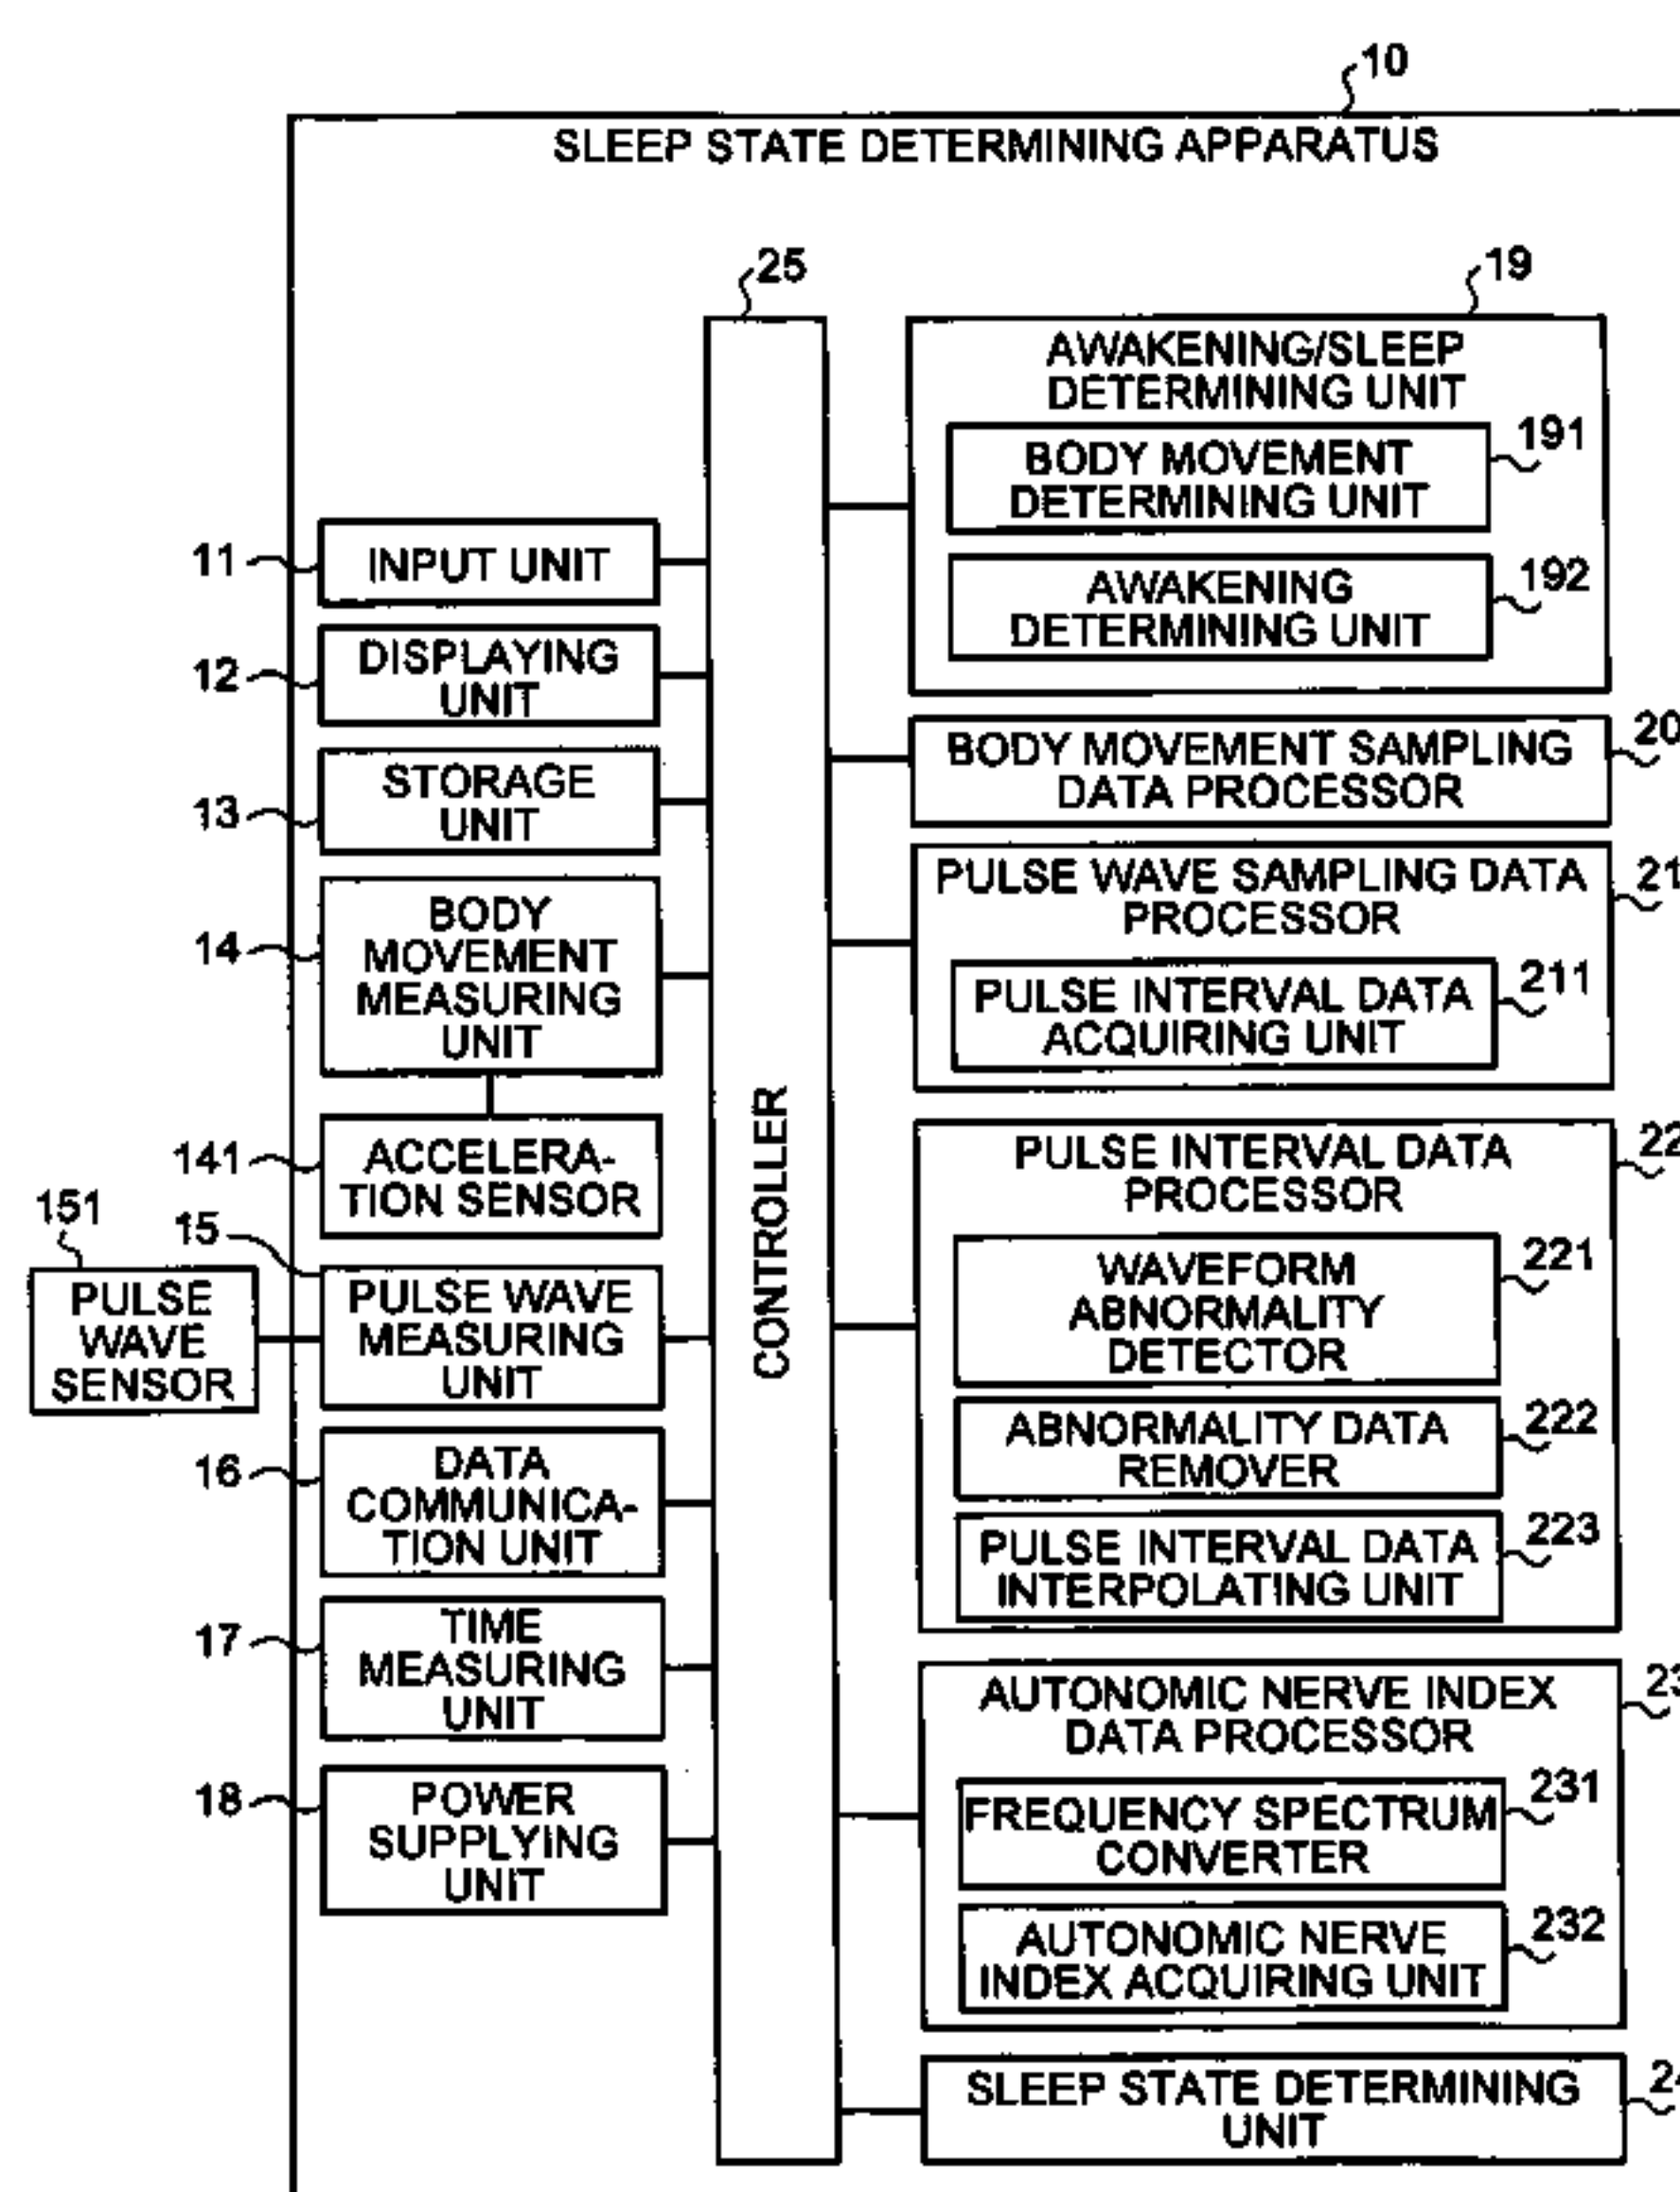 10
SLEEP STATE DETERMINING APPARATUS
25
19
AWAKENING/SLEEP
DETERMINING UNIT
191
BODY MOVEMENT
DETERMINING UNIT
192
AWAKENING
DETERMINING UNIT
11
INPUT UNIT
12
DISPLAYING
UNIT
13
STORAGE
UNIT
14
BODY
MOVEMENT
MEASURING
UNIT
141
ACCELERA-
TION SENSOR
151
PULSE
WAVE
SENSOR
15
PULSE WAVE
MEASURING
UNIT
16
DATA
COMMUNICA-
TION UNIT
17
TIME
MEASURING
UNIT
18
POWER
SUPPLYING
UNIT
CONTROLLER
20
BODY MOVEMENT SAMPLING
DATA PROCESSOR
21
PULSE WAVE SAMPLING DATA
PROCESSOR
211
PULSE INTERVAL DATA
ACQUIRING UNIT
22
PULSE INTERVAL DATA
PROCESSOR
221
WAVEFORM
ABNORMALITY
DETECTOR
222
ABNORMALITY DATA
REMOVER
223
PULSE INTERVAL DATA
INTERPOLATING UNIT
23
AUTONOMIC NERVE INDEX
DATA PROCESSOR
231
FREQUENCY SPECTRUM
CONVERTER
232
AUTONOMIC NERVE
INDEX ACQUIRING UNIT
24
SLEEP STATE DETERMINING
UNIT